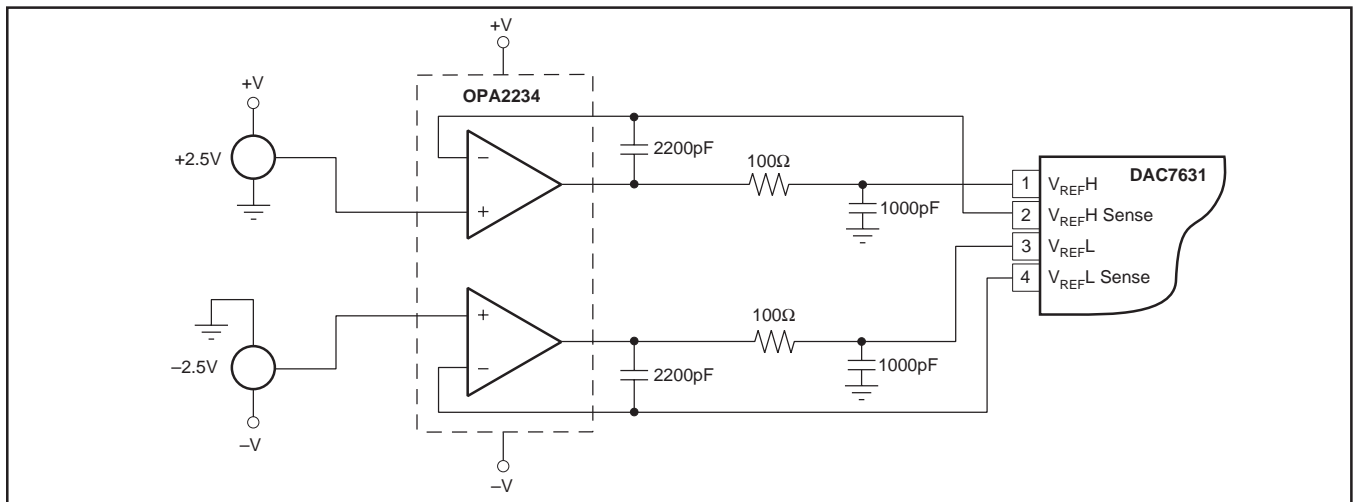 +V
+V
OPA2234
+2.5V
−
+
2200pF
100Ω
1000pF
DAC7631
1 VREFH
2 VREFH Sense
3 VREFL
4 VREFL Sense
–2.5V
+
−
2200pF
100Ω
1000pF
–V
–V